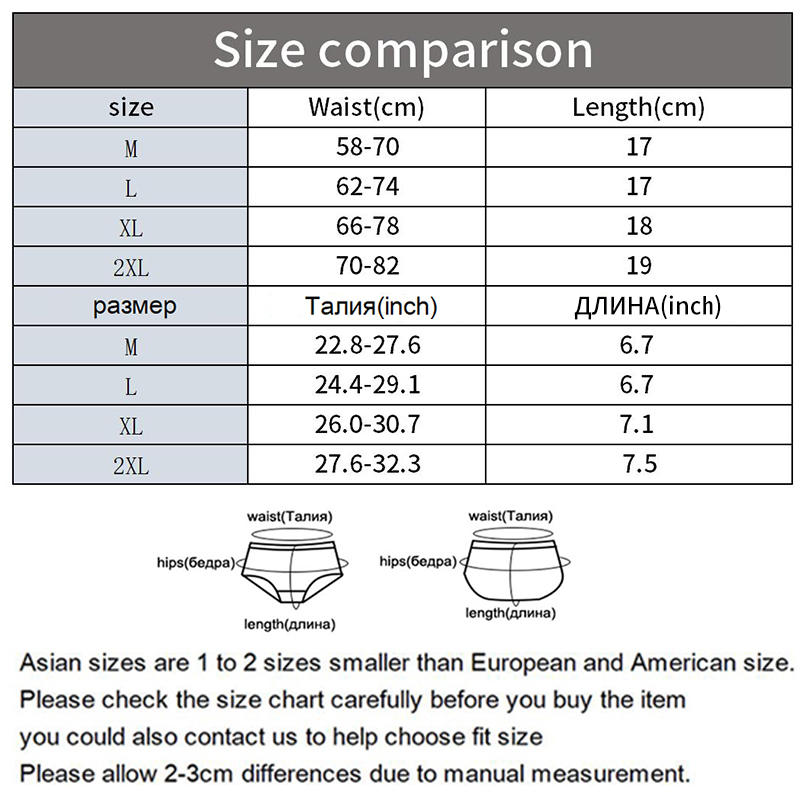 Size comparison
size Waist(cm) Length(cm)
M 58-70 17
L 62-74 17
XL 66-78 18
2XL 70-82 19
размер Талия(inch) ДЛИНА(inch)
M 22.8-27.6 6.7
L 24.4-29.1 6.7
XL 26.0-30.7 7.1
2XL 27.6-32.3 7.5
waist(Талия) waist(Талия)
hips(бедра) hips(бедра)
length(длина) length(длина)
Asian sizes are 1 to 2 sizes smaller than European and American size.
Please check the size chart carefully before you buy the item
you could also contact us to help choose fit size
Please allow 2-3cm differences due to manual measurement.